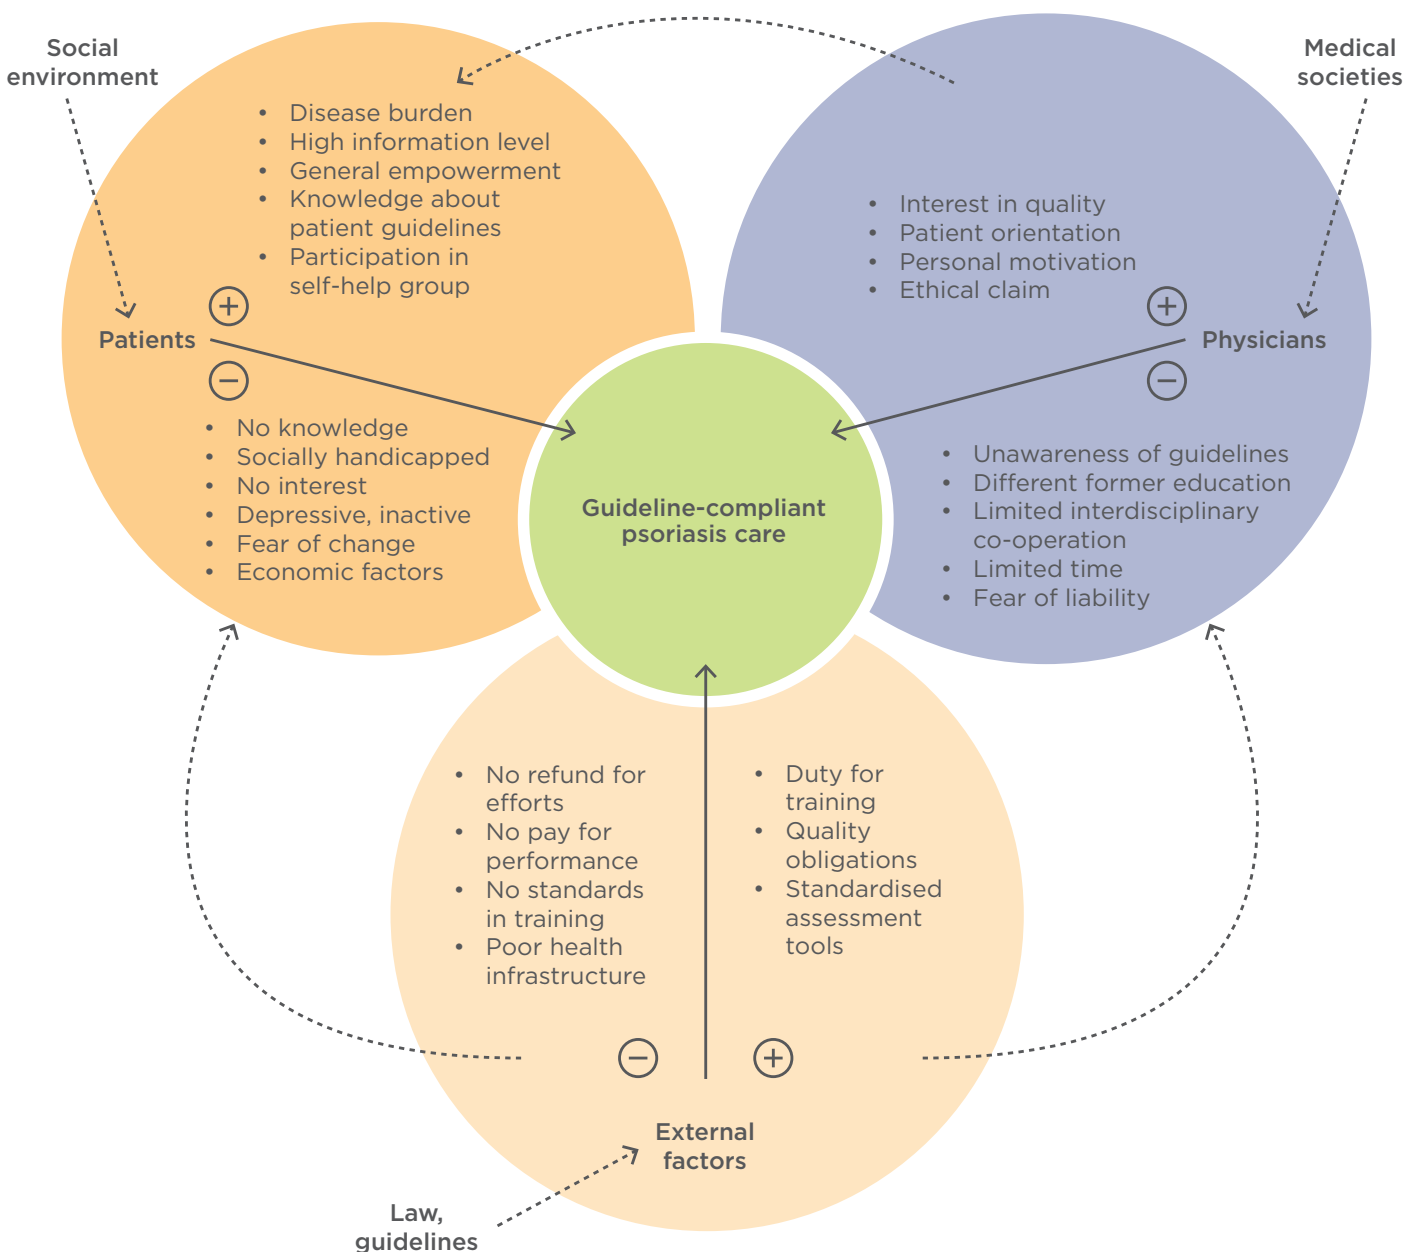 Social
environment
• Disease burden
• High information level
• General empowerment
• Knowledge about
patient guidelines
• Participation in
self-help group
+
Patients
−
• No knowledge
• Socially handicapped
• No interest
• Depressive, inactive
• Fear of change
• Economic factors
Medical
societies
• Interest in quality
• Patient orientation
• Personal motivation
• Ethical claim
+
Physicians
−
• Unawareness of guidelines
• Different former education
• Limited interdisciplinary
co-operation
• Limited time
• Fear of liability
Guideline-compliant
psoriasis care
• No refund for
efforts
• No pay for
performance
• No standards
in training
• Poor health
infrastructure
−
• Duty for
training
• Quality
obligations
• Standardised
assessment
tools
+
External
factors
Law,
guidelines